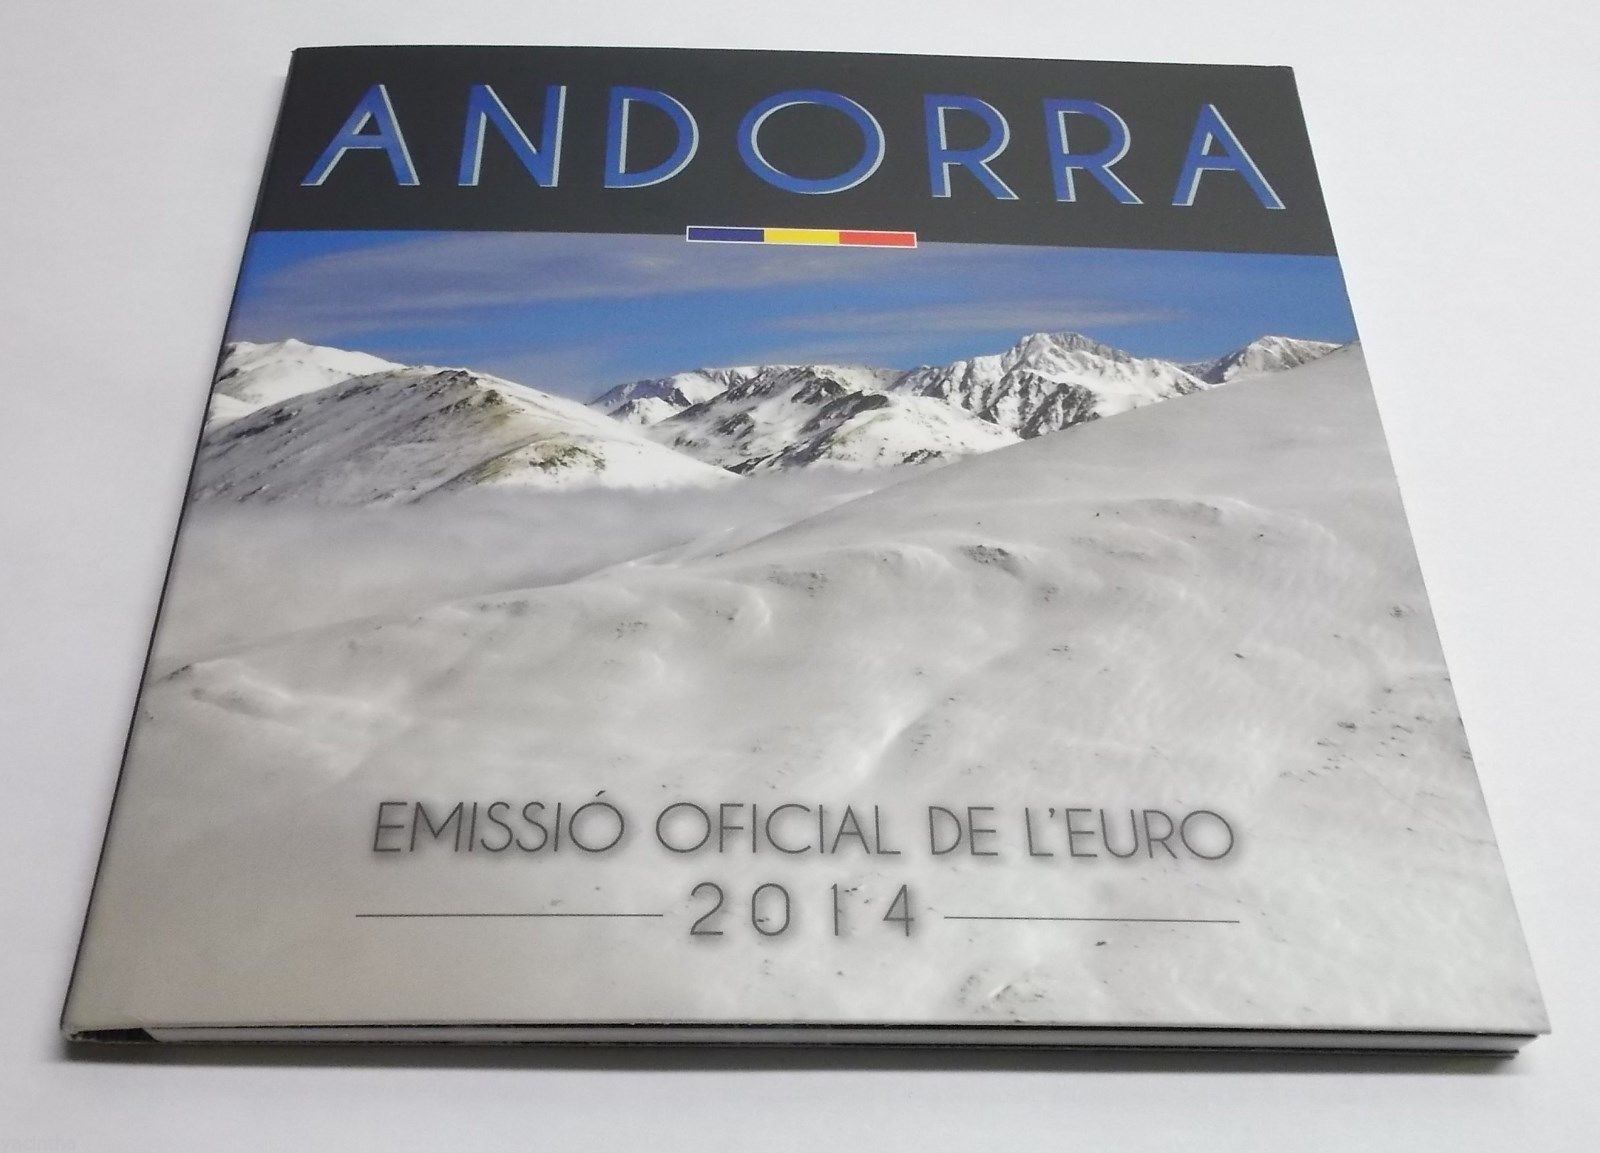 ANDORRA
EMISSIÓ OFICIAL DE L'EURO
2014